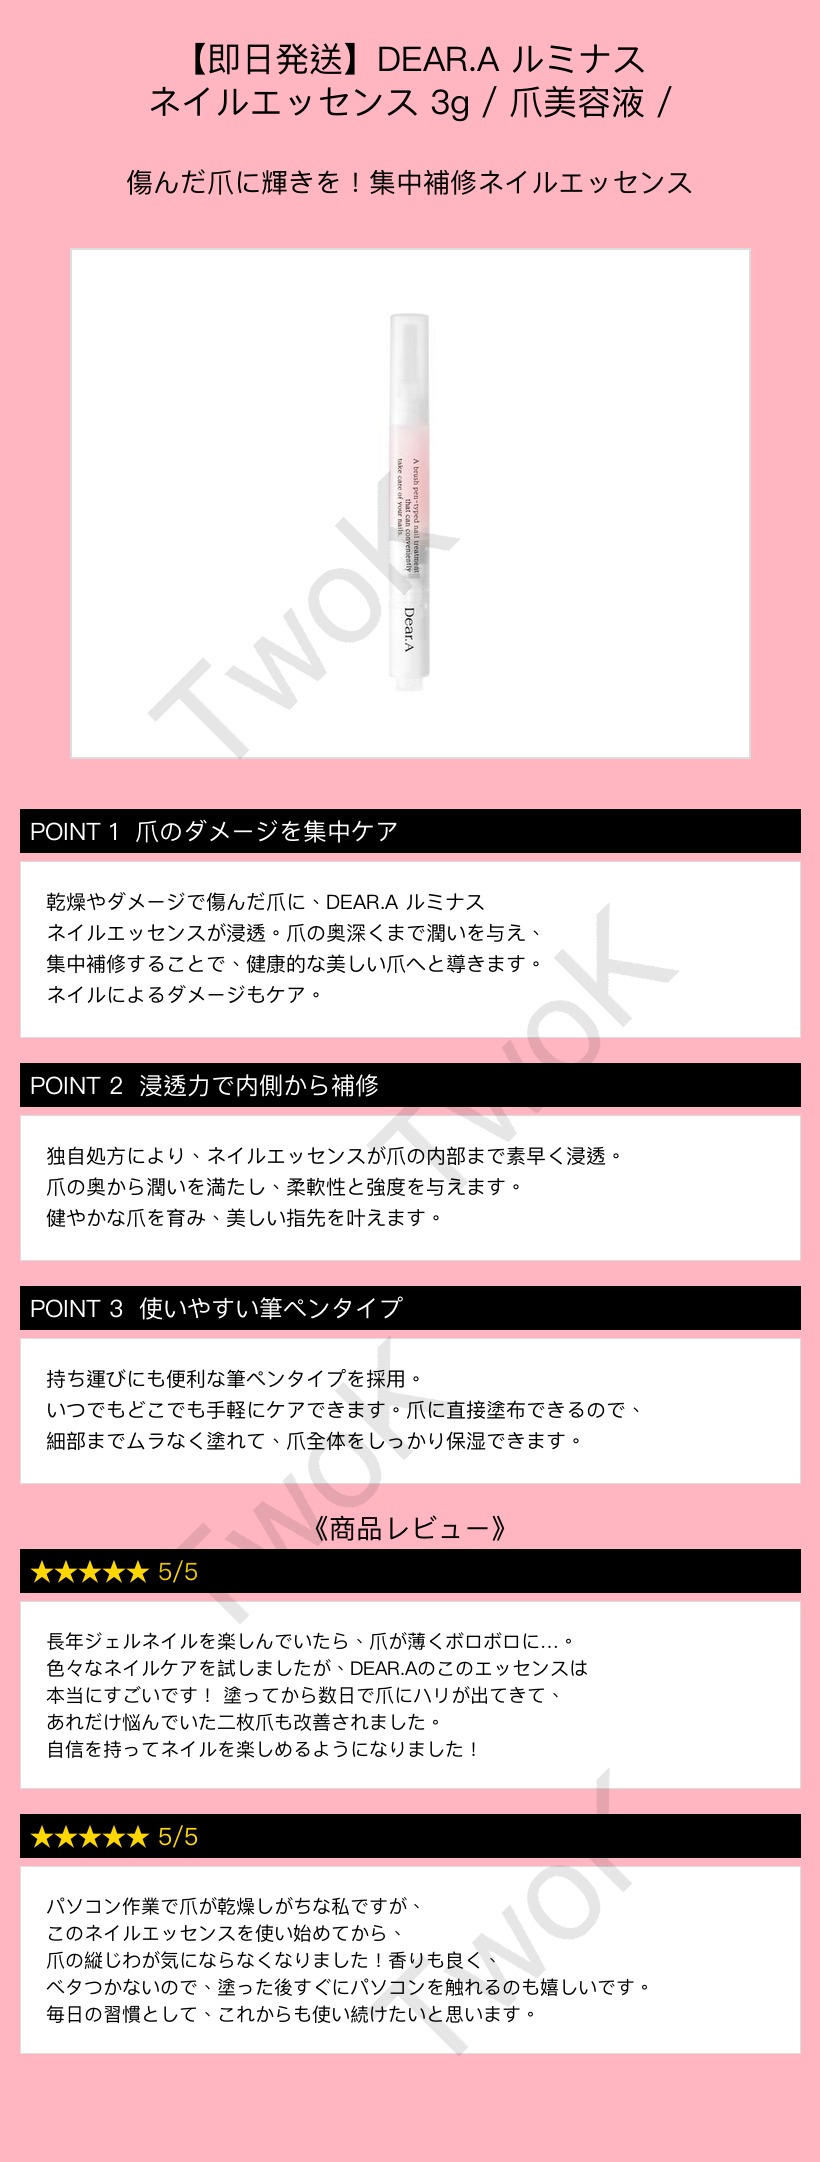 【即日発送】DEAR.A ルミナス
ネイルエッセンス 3g / 爪美容液 /
傷んだ爪に輝きを！集中補修ネイルエッセンス
A brush pen-typed nail treatment
that can conveniently
take care of your nails.
Dear.A
TwoK
POINT 1 爪のダメージを集中ケア
乾燥やダメージで傷んだ爪に、DEAR.A ルミナス
ネイルエッセンスが浸透。爪の奥深くまで潤いを与え、
集中補修することで、健康的な美しい爪へと導きます。
ネイルによるダメージもケア。
TwoK
POINT 2 浸透力で内側から補修
独自処方により、ネイルエッセンスが爪の内部まで素早く浸透。
爪の奥から潤いを満たし、柔軟性と強度を与えます。
健やかな爪を育み、美しい指先を叶えます。
POINT 3 使いやすい筆ペンタイプ
持ち運びにも便利な筆ペンタイプを採用。
いつでもどこでも手軽にケアできます。爪に直接塗布できるので、
細部までムラなく塗れて、爪全体をしっかり保湿できます。
TwoK
《商品レビュー》
★★★★★ 5/5
長年ジェルネイルを楽しんでいたら、爪が薄くボロボロに…。
色々なネイルケアを試しましたが、DEAR.Aのこのエッセンスは
本当にすごいです！ 塗ってから数日で爪にハリが出てきて、
あれだけ悩んでいた二枚爪も改善されました。
自信を持ってネイルを楽しめるようになりました！
★★★★★ 5/5
パソコン作業で爪が乾燥しがちな私ですが、
このネイルエッセンスを使い始めてから、
爪の縦じわが気にならなくなりました！香りも良く、
ベタつかないので、塗った後すぐにパソコンを触れるのも嬉しいです。
毎日の習慣として、これからも使い続けたいと思います。
TwoK